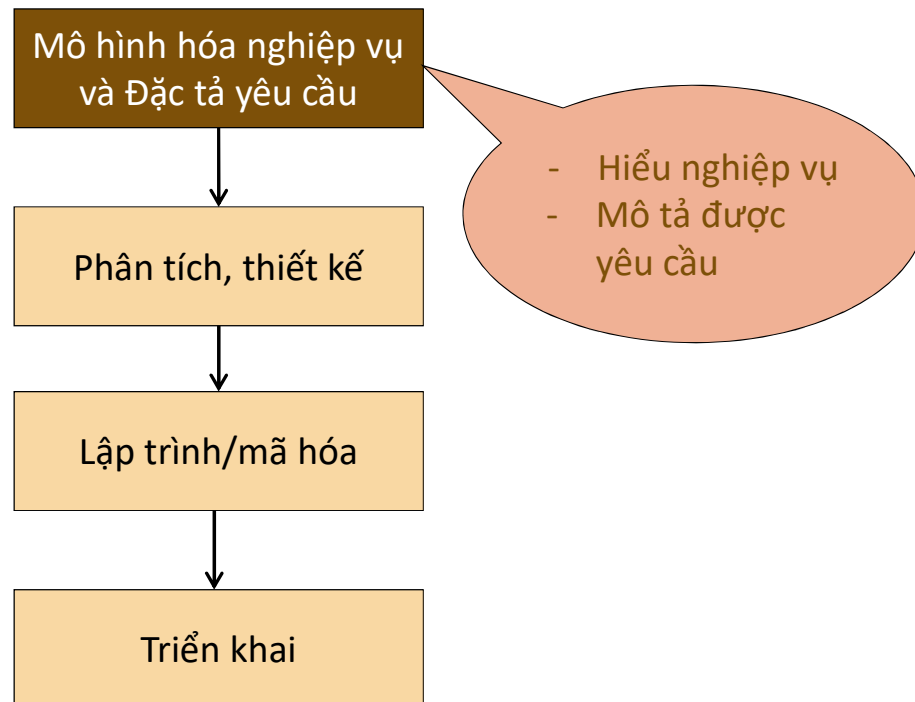 Mô hình hóa nghiệp vụ
và Đặc tả yêu cầu
- Hiểu nghiệp vụ
- Mô tả được
yêu cầu
Phân tích, thiết kế
Lập trình/mã hóa
Triển khai